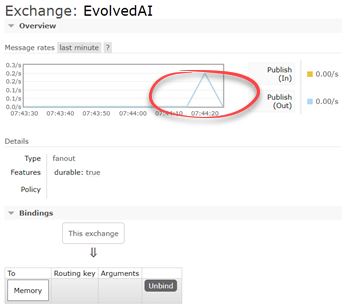 Exchange: EvolvedAI
Overview
Message rates last minute ?
0.3/s
0.2/s
0.2/s
0.1/s
0.1/s
0.0/s
07:43:30 07:43:40 07:43:50 07:44:00 07:44:10 07:44:20
Publish (In) 0.00/s
Publish (Out) 0.00/s
Details
Type fanout
Features durable: true
Policy
Bindings
This exchange
⇓
To Routing key Arguments
Memory Unbind